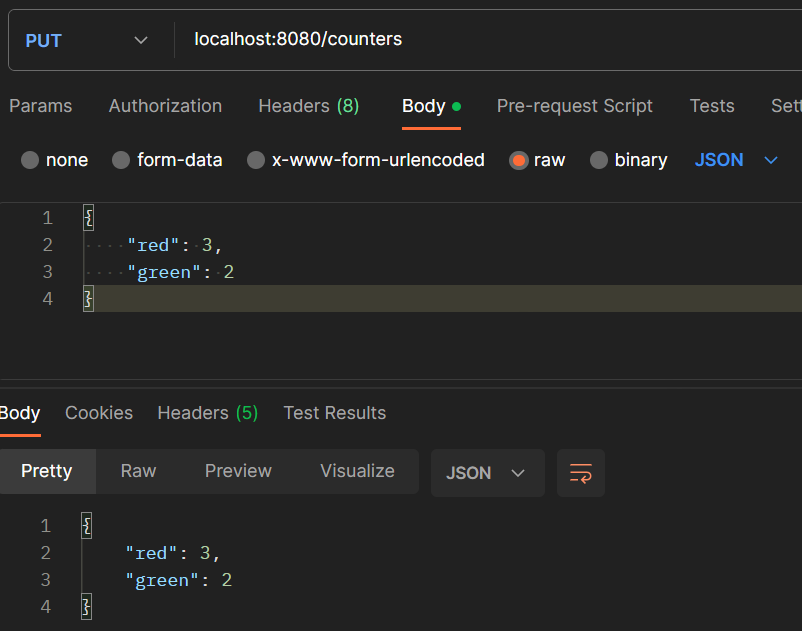 PUT localhost:8080/counters
Params Authorization Headers (8) Body Pre-request Script Tests Sett
none form-data x-www-form-urlencoded raw binary JSON
1 {
2 "red": 3,
3 "green": 2
4 }
Body Cookies Headers (5) Test Results
Pretty Raw Preview Visualize JSON
1 {
2 "red": 3,
3 "green": 2
4 }